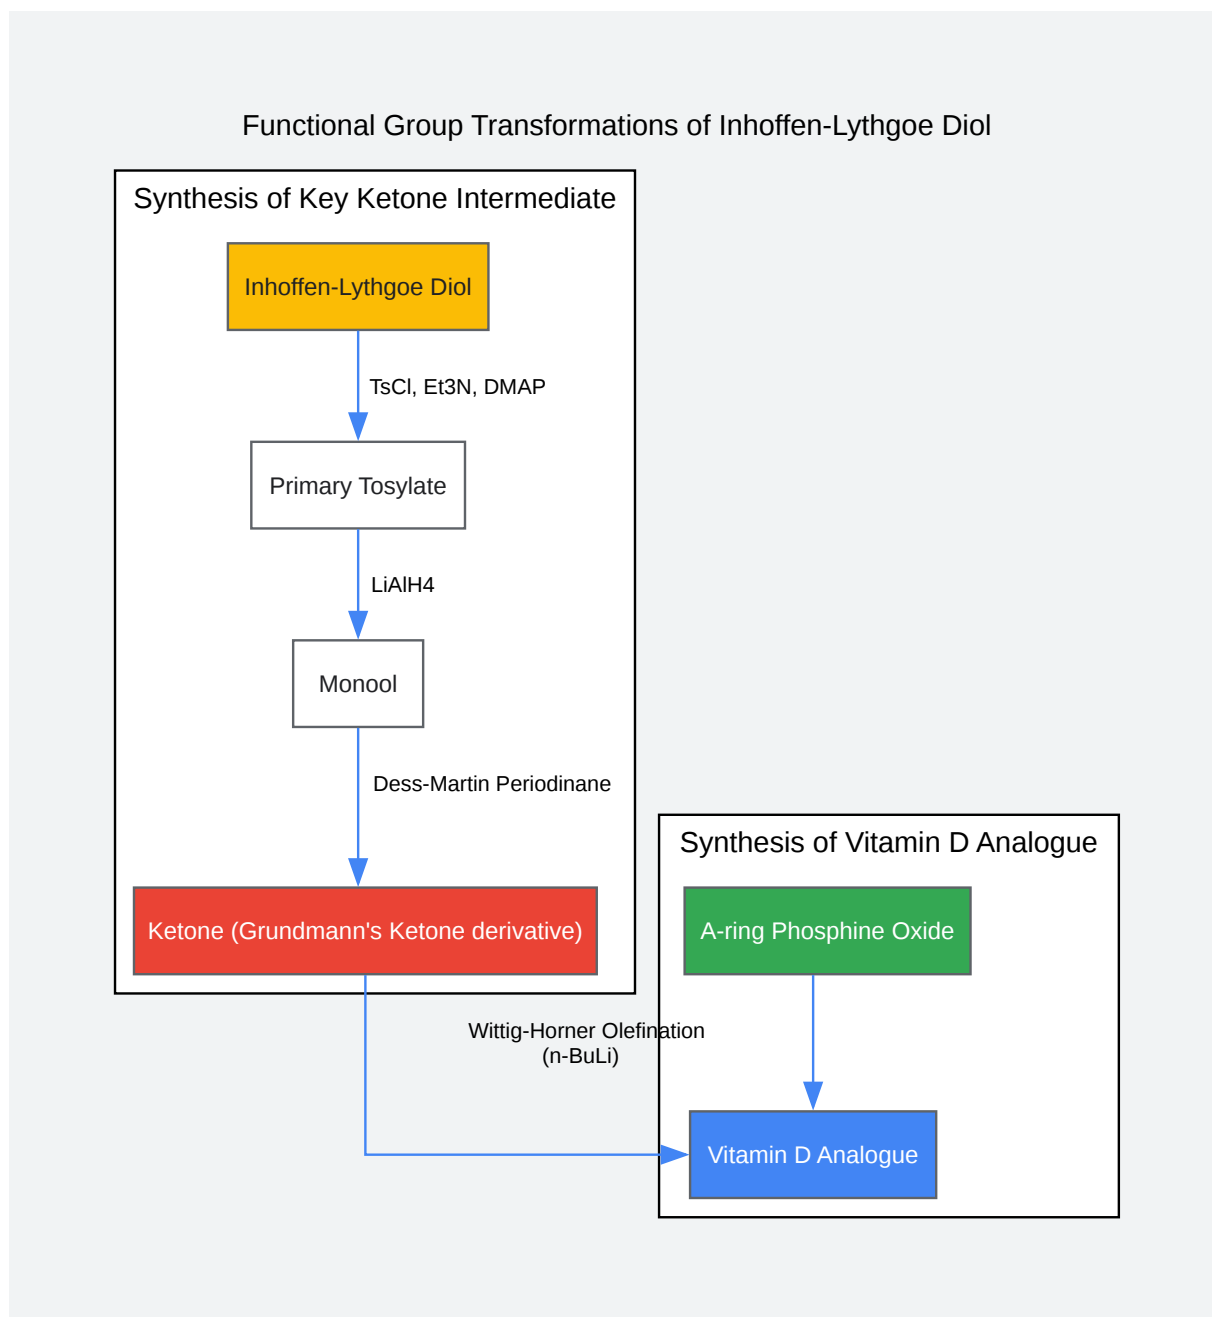 Functional Group Transformations of Inhoffen-Lythgoe Diol
Synthesis of Key Ketone Intermediate
Inhoffen-Lythgoe Diol
TsCl, Et3N, DMAP
Primary Tosylate
LiAlH4
Monool
Dess-Martin Periodinane
Ketone (Grundmann's Ketone derivative)
Synthesis of Vitamin D Analogue
A-ring Phosphine Oxide
Wittig-Horner Olefination
(n-BuLi)
Vitamin D Analogue